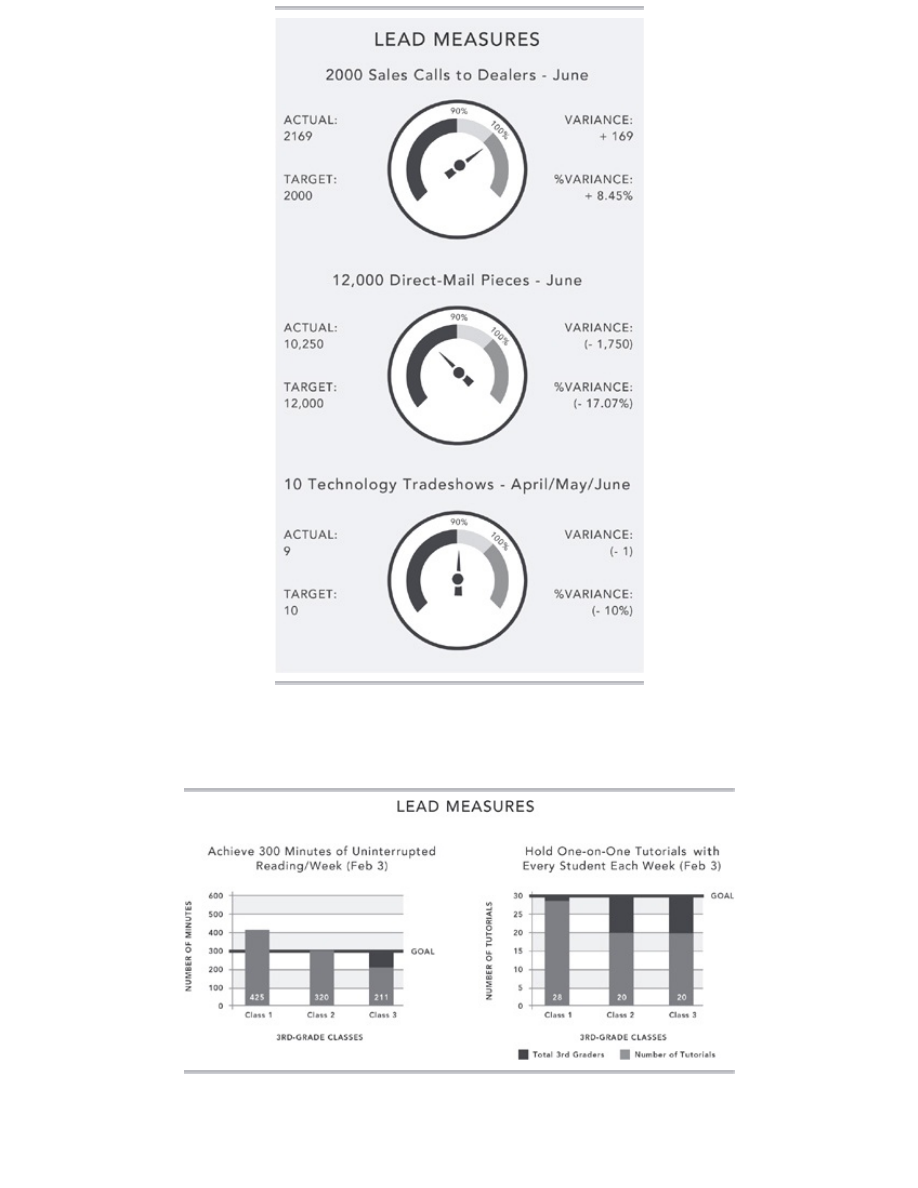 LEAD MEASURES
2000 Sales Calls to Dealers - June
ACTUAL:
2169
TARGET:
2000
90%
100%
VARIANCE:
+ 169
%VARIANCE:
+ 8.45%
12,000 Direct-Mail Pieces - June
ACTUAL:
10,250
TARGET:
12,000
90%
100%
VARIANCE:
(- 1,750)
%VARIANCE:
(- 17.07%)
10 Technology Tradeshows - April/May/June
ACTUAL:
9
TARGET:
10
90%
100%
VARIANCE:
(- 1)
%VARIANCE:
(- 10%)
LEAD MEASURES
Achieve 300 Minutes of Uninterrupted
Reading/Week (Feb 3)
NUMBER OF MINUTES
600
500
400
300
200
100
0
GOAL
425
320
211
Class 1
Class 2
Class 3
3RD-GRADE CLASSES
Hold One-on-One Tutorials with
Every Student Each Week (Feb 3)
NUMBER OF TUTORIALS
30
25
20
15
10
5
0
GOAL
28
20
20
Class 1
Class 2
Class 3
3RD-GRADE CLASSES
Total 3rd Graders
Number of Tutorials